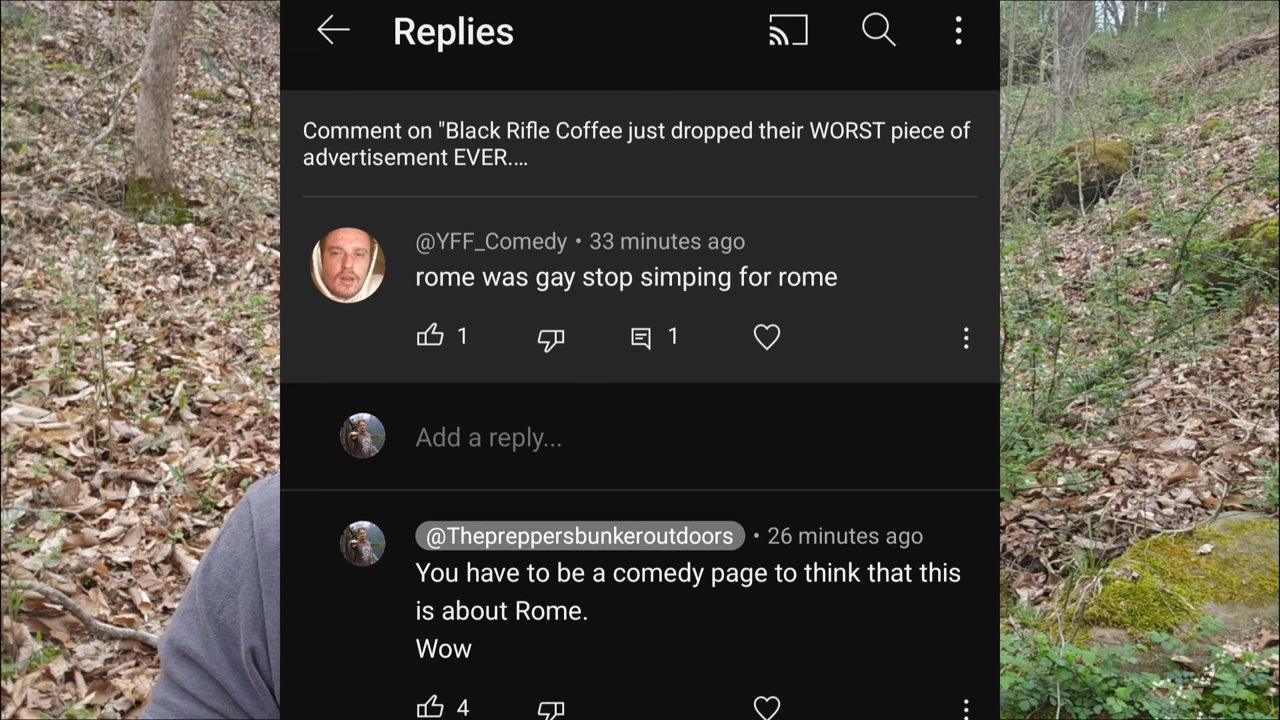 Replies
Comment on "Black Rifle Coffee just dropped their WORST piece of
advertisement EVER....
@YFF_Comedy • 33 minutes ago
rome was gay stop simping for rome
1
1
Add a reply...
@Thepreppersbunkeroutdoors • 26 minutes ago
You have to be a comedy page to think that this
is about Rome.
Wow
4